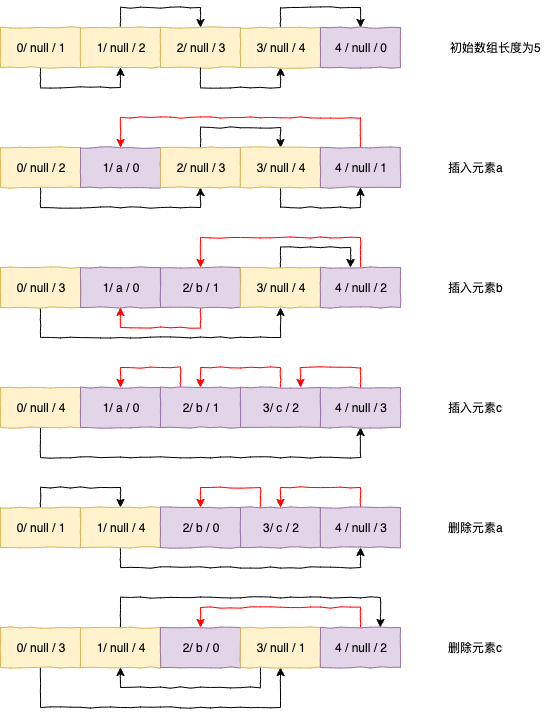 0/ null / 1 1/ null / 2 2/ null / 3 3/ null / 4 4 / null / 0 初始数组长度为5
0/ null / 2 1/ a / 0 2/ null / 3 3/ null / 4 4 / null / 1 插入元素a
0/ null / 3 1/ a / 0 2/ b / 1 3/ null / 4 4 / null / 2 插入元素b
0/ null / 4 1/ a / 0 2/ b / 1 3/ c / 2 4 / null / 3 插入元素c
0/ null / 1 1/ null / 4 2/ b / 0 3/ c / 2 4 / null / 3 删除元素a
0/ null / 3 1/ null / 4 2/ b / 0 3/ null / 1 4 / null / 2 删除元素c